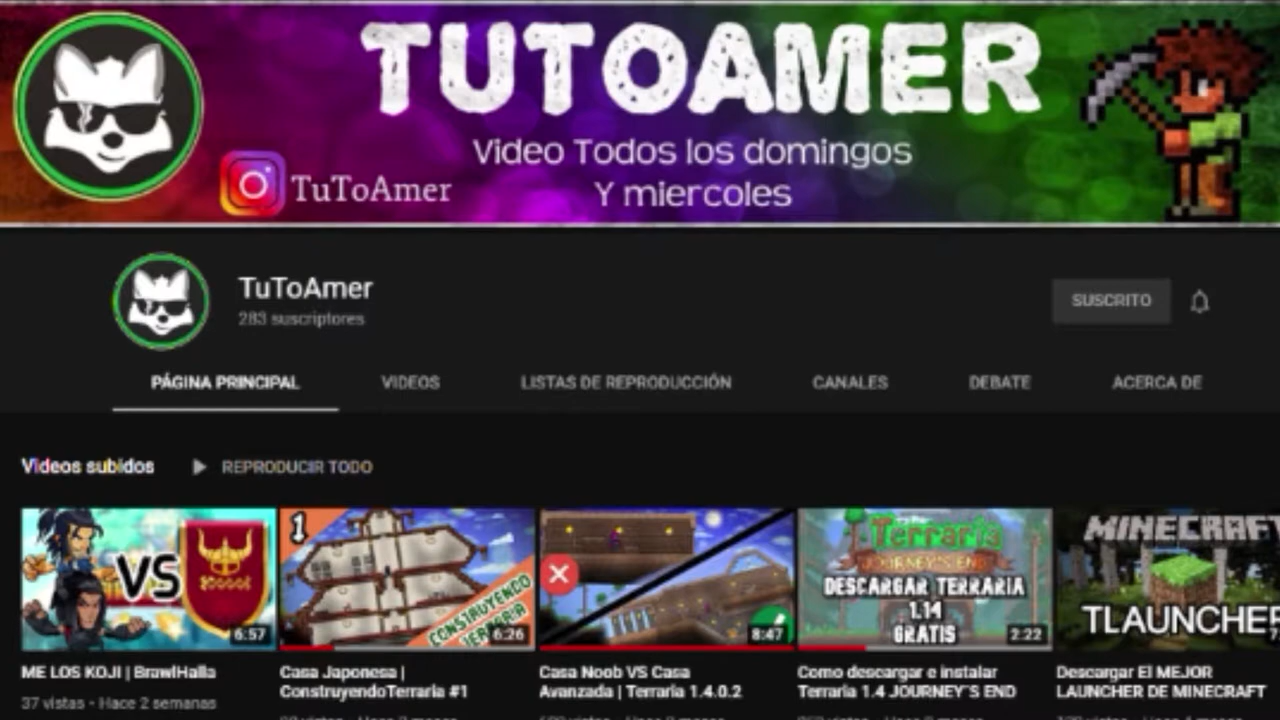 TUTOAMER
Video Todos los domingos
Y miercoles
TuToAmer
TuToAmer
283 suscriptores
SUSCRITO
PÁGINA PRINCIPAL
VIDEOS
LISTAS DE REPRODUCCIÓN
CANALES
DEBATE
ACERCA DE
Videos subidos
REPRODUCIR TODO
VS
6:57
1
CONSTRUYENDO
TERRARIA
6:26
8:47
Terraria
JOURNEY'S END
DESCARGAR TERRARIA
1.14
GRATIS
2:22
MINECRAFT
TLAUNCHER
ME LOS KOJI | BrawlHalla
37 vistas • Hace 2 semanas
Casa Japonesa |
ConstruyendoTerraria #1
Casa Noob VS Casa
Avanzada | Terraria 1.4.0.2
Como descargar e instalar
Terraria 1.4 JOURNEY´S END
Descargar El MEJOR
LAUNCHER DE MINECRAFT